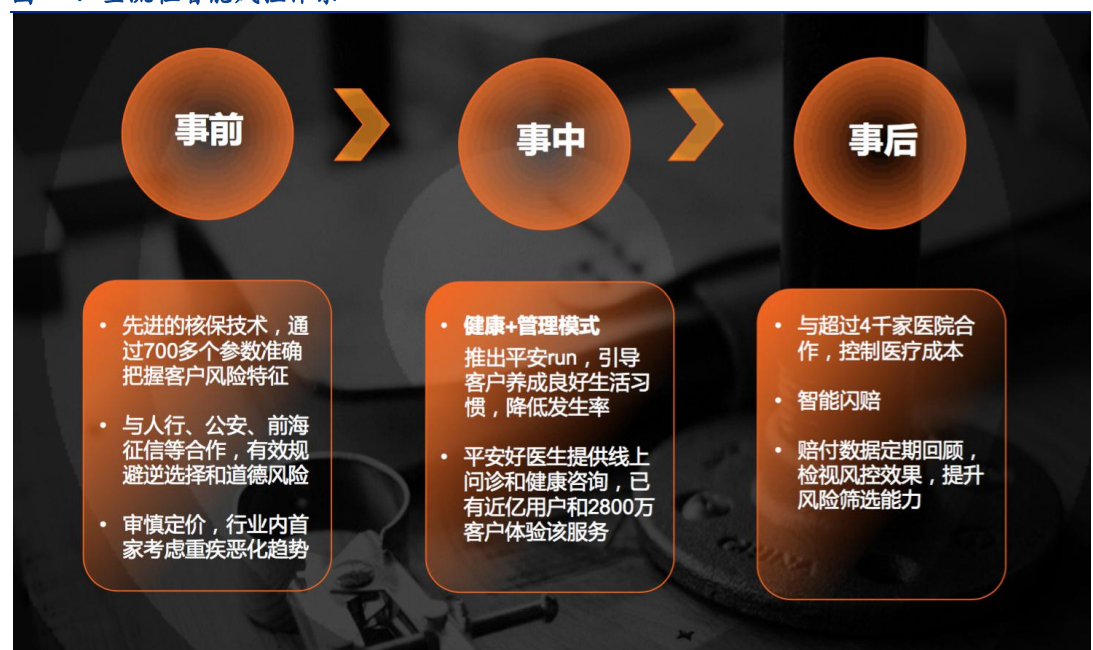 事前
事中
事后
• 先进的核保技术，通
过700多个参数准确
把握客户风险特征
• 与人行、公安、前海
征信等合作，有效规
避逆选择和道德风险
• 审慎定价，行业内首
家考虑重疾恶化趋势
• 健康+管理模式
推出平安run，引导
客户养成良好生活习
惯，降低发生率
• 平安好医生提供线上
问诊和健康咨询，已
有近亿用户和2800万
客户体验该服务
• 与超过4千家医院合
作，控制医疗成本
• 智能闪赔
• 赔付数据定期回顾，
检视风控效果，提升
风险筛选能力